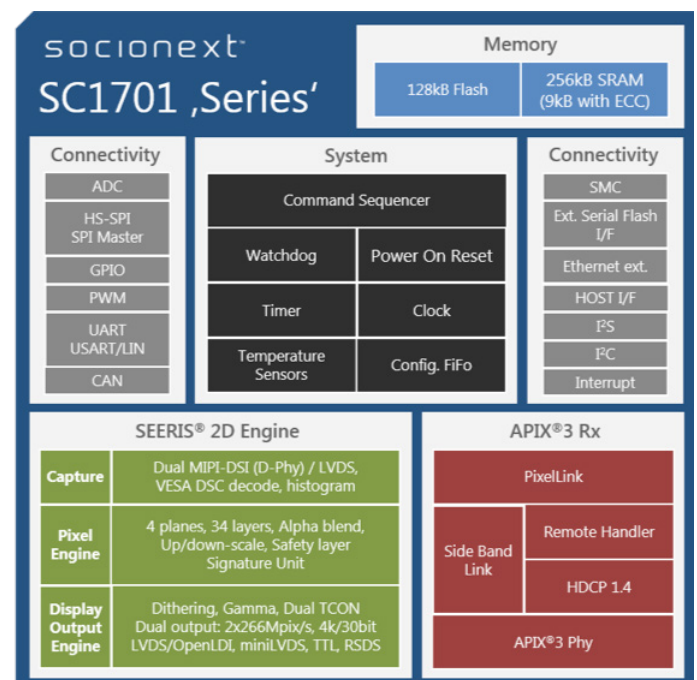 socionext™
SC1701 ‚Series‘
Memory
128kB Flash
256kB SRAM
(9kB with ECC)
Connectivity
ADC
HS-SPI
SPI Master
GPIO
PWM
UART
USART/LIN
CAN
System
Command Sequencer
Watchdog
Power On Reset
Timer
Clock
Temperature
Sensors
Config. FiFo
Connectivity
SMC
Ext. Serial Flash
I/F
Ethernet ext.
HOST I/F
I²S
I²C
Interrupt
SEERIS® 2D Engine
Capture
Dual MIPI-DSI (D-Phy) / LVDS,
VESA DSC decode, histogram
Pixel
Engine
4 planes, 34 layers, Alpha blend,
Up/down-scale, Safety layer
Signature Unit
Display
Output
Engine
Dithering, Gamma, Dual TCON
Dual output: 2x266Mpix/s, 4k/30bit
LVDS/OpenLDI, miniLVDS, TTL, RSDS
APIX®3 Rx
PixelLink
Side Band
Link
Remote Handler
HDCP 1.4
APIX®3 Phy